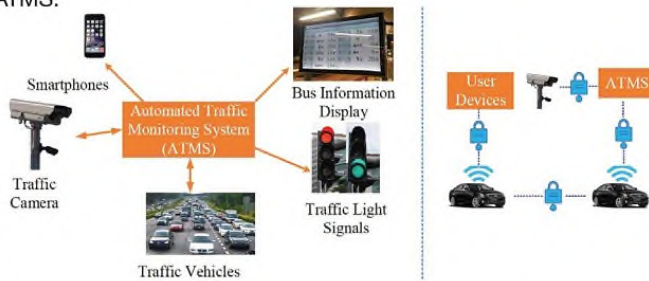 ATMS.
Smartphones
Automated Traffic
Monitoring System
(ATMS)
Bus Information
Display
Traffic
Camera
Traffic Light
Signals
Traffic Vehicles
User
Devices
ATMS